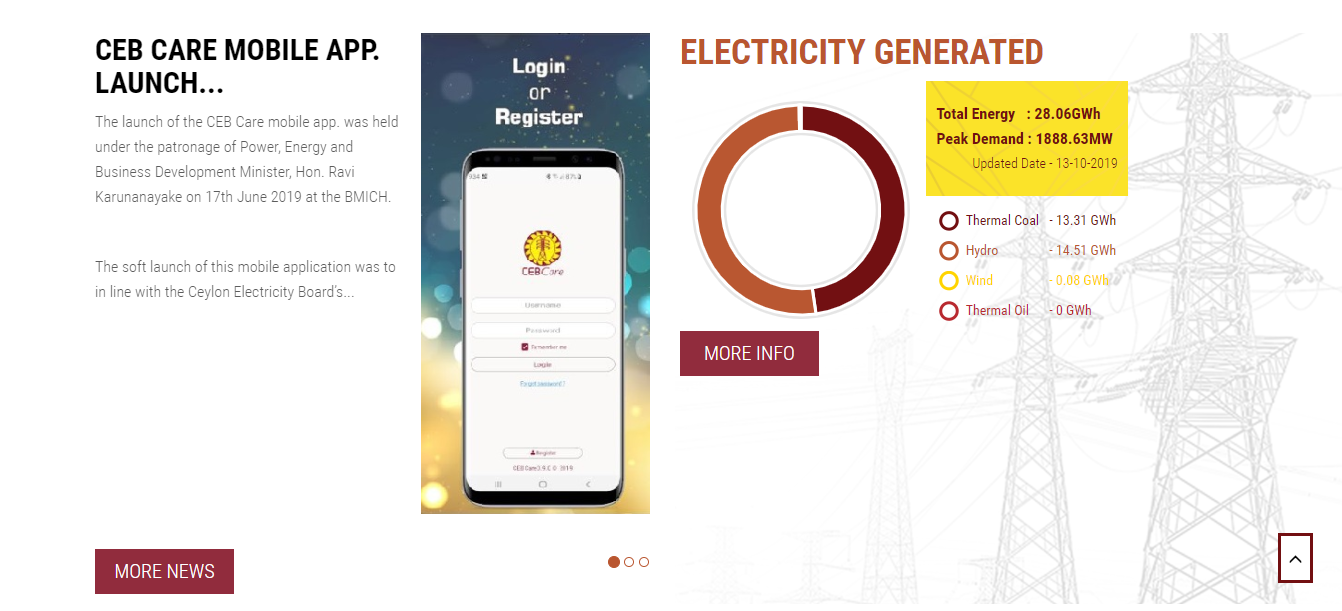 CEB CARE MOBILE APP.
LAUNCH...
The launch of the CEB Care mobile app. was held
under the patronage of Power, Energy and
Business Development Minister, Hon. Ravi
Karunanayake on 17th June 2019 at the BMICH.
The soft launch of this mobile application was to
in line with the Ceylon Electricity Board's...
MORE NEWS
Login
or
Register
CEBCare
Username
Password
Remember me
Login
Forgot password?
Register
CEB Care
ELECTRICITY GENERATED
Total Energy : 28.06GWh
Peak Demand : 1888.63MW
Updated Date - 13-10-2019
Thermal Coal - 13.31 GWh
Hydro - 14.51 GWh
Wind - 0.08 GWh
Thermal Oil - 0 GWh
MORE INFO